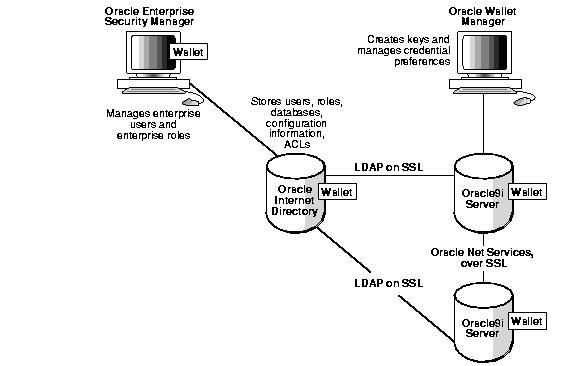 Oracle Enterprise
Security Manager
Wallet
Manages enterprise
users and
enterprise roles
Oracle Wallet
Manager
Creates keys and
manages credential
preferences
Stores users, roles,
databases,
configuration
information,
ACLs
Oracle
Internet
Directory
Wallet
LDAP on SSL
Oracle9i
Server
Wallet
Oracle Net Services,
over SSL
LDAP on SSL
Oracle9i
Server
Wallet